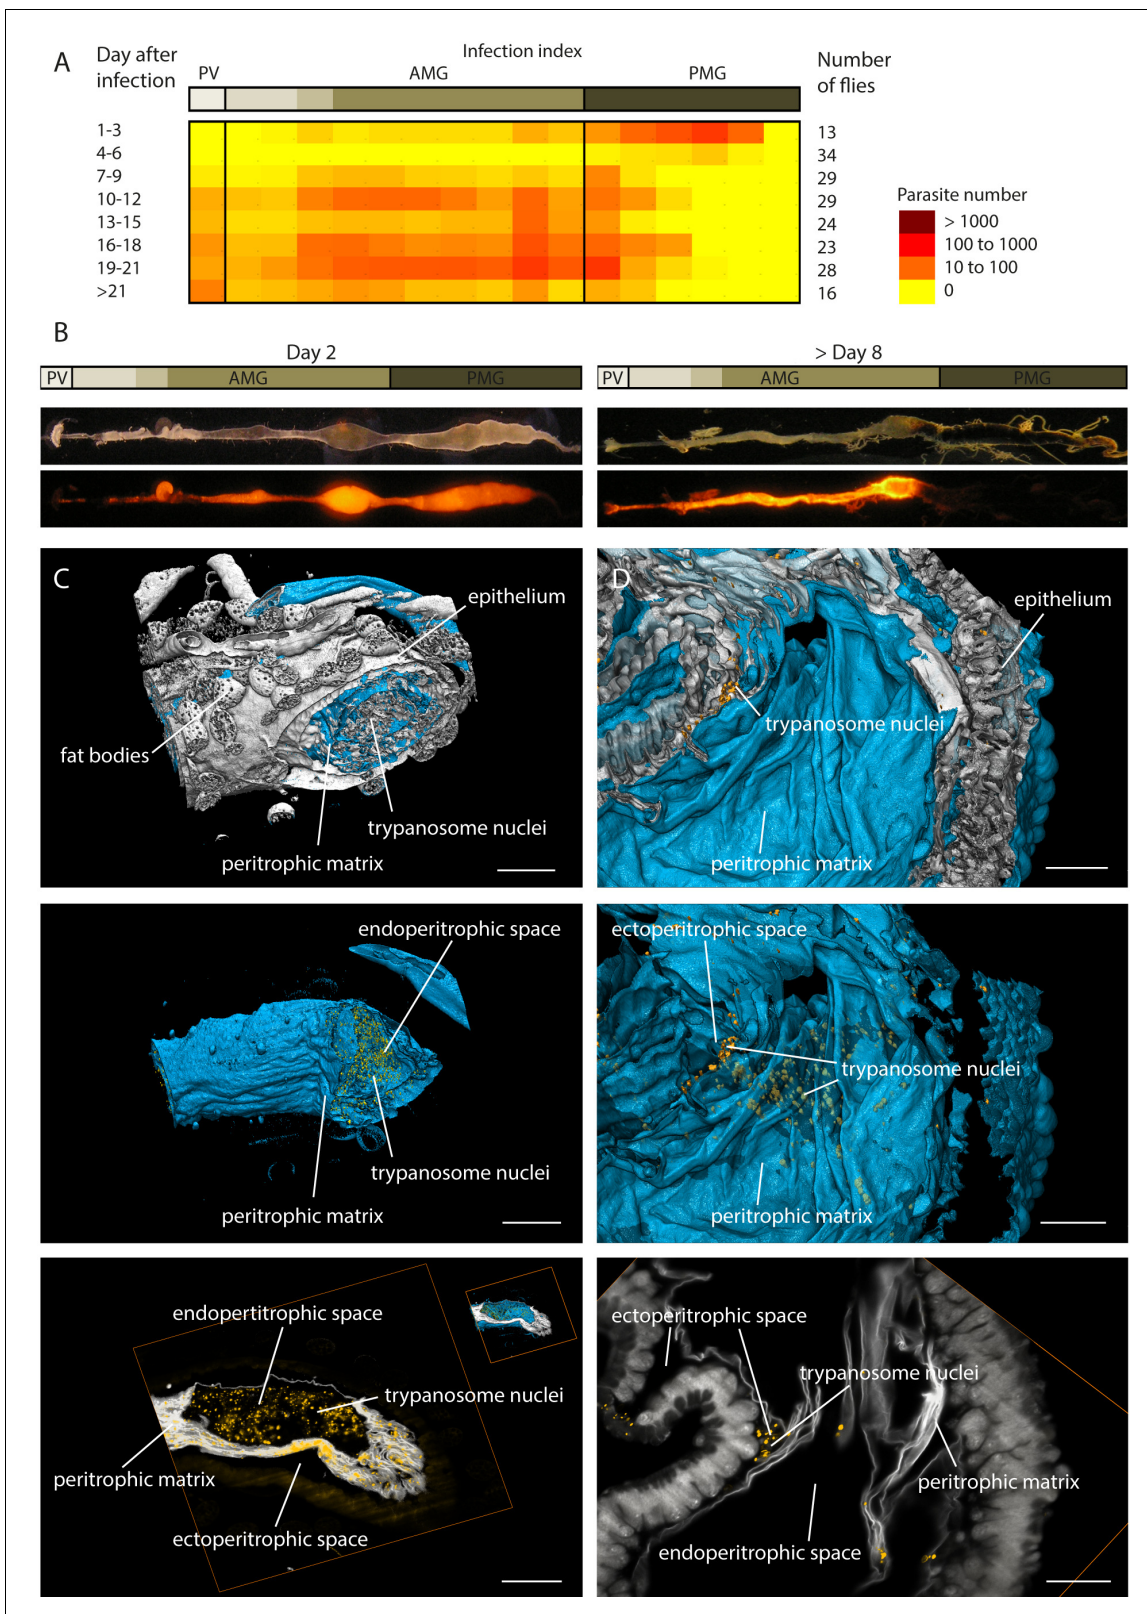 A
Day after
infection
Infection index
PV
AMG
PMG
Number
of flies
1-3
13
4-6
34
7-9
29
10-12
29
13-15
24
16-18
23
19-21
28
>21
16
Parasite number
> 1000
100 to 1000
10 to 100
0
B
Day 2
PV
AMG
PMG
> Day 8
PV
AMG
PMG
C
epithelium
fat bodies
trypanosome nuclei
peritrophic matrix
D
epithelium
trypanosome nuclei
peritrophic matrix
endoperitrophic space
trypanosome nuclei
peritrophic matrix
ectoperitrophic space
trypanosome nuclei
peritrophic matrix
endopertitrophic space
trypanosome nuclei
peritrophic matrix
ectoperitrophic space
ectoperitrophic space
trypanosome nuclei
peritrophic matrix
endoperitrophic space